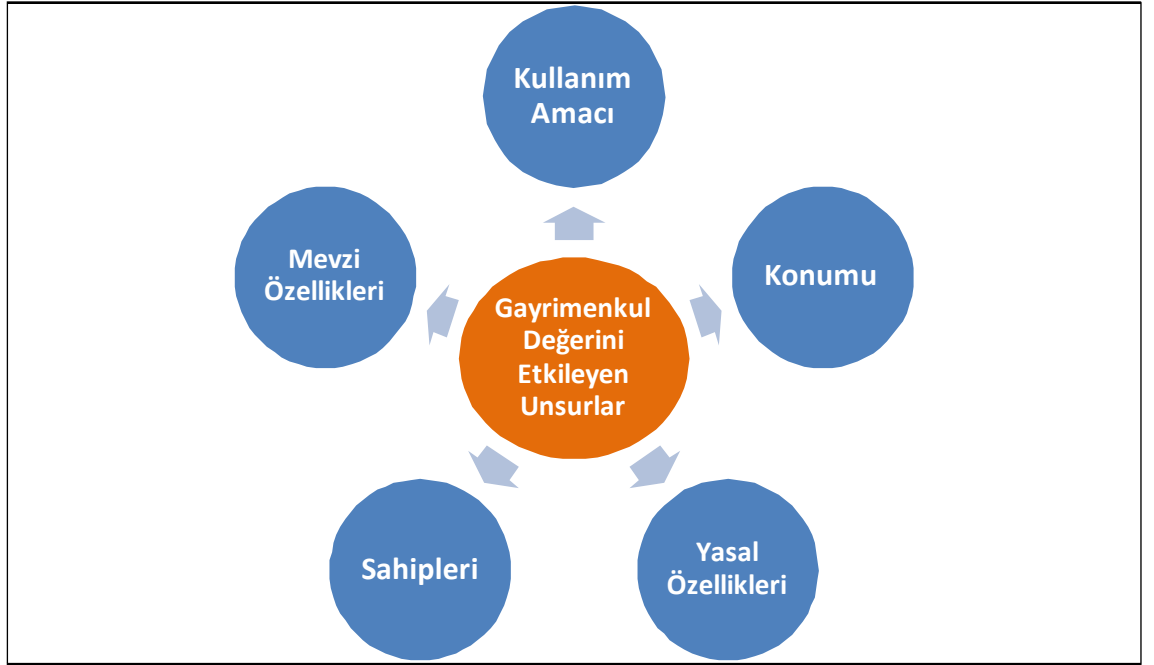 Kullanım
Amacı
Mevzi
Özellikleri
Konumu
Gayrimenkul
Değerini
Etkileyen
Unsurlar
Sahipleri
Yasal
Özellikleri